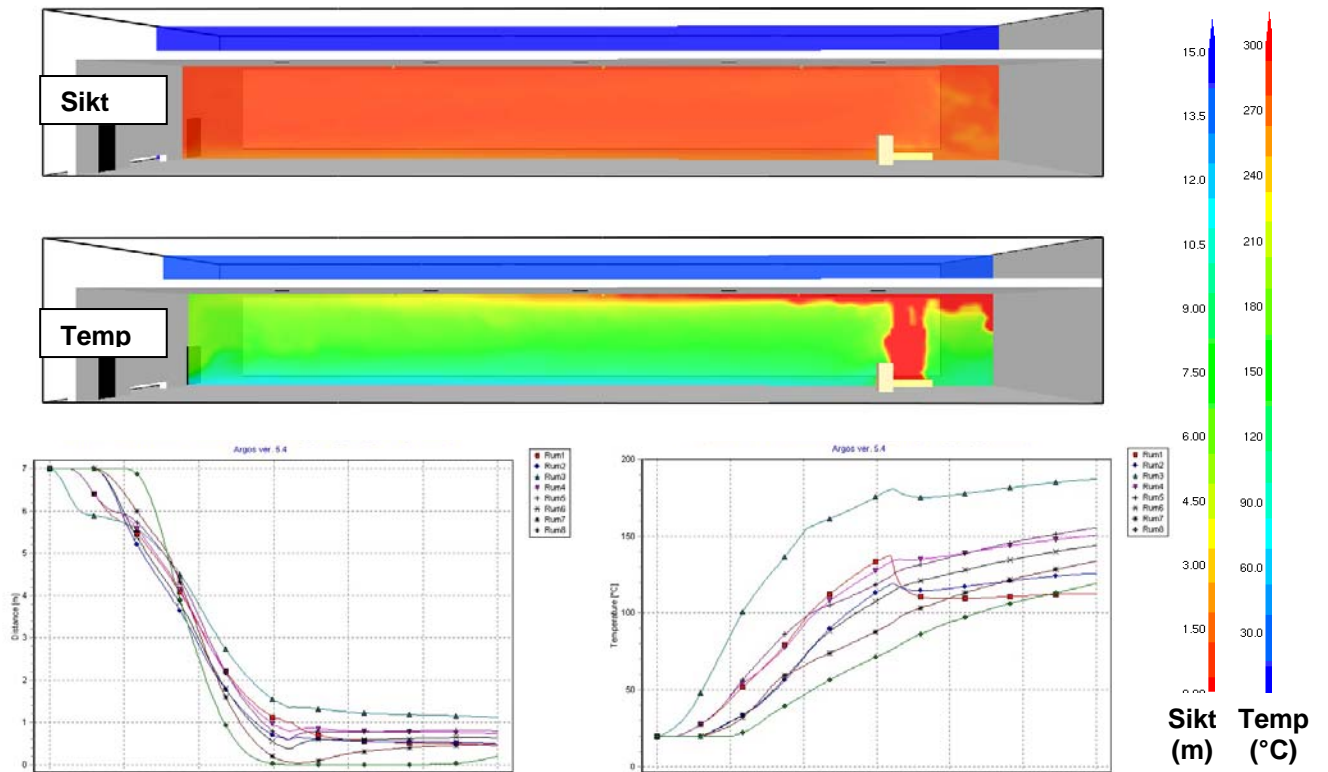 Sikt
Temp
15.0
13.5
12.0
10.5
9.00
7.50
6.00
4.50
3.00
1.50
0.00
Sikt
(m)
300
270
240
210
180
150
120
90.0
60.0
30.0
Temp
(°C)
Argos ver. 5.4
Distance [m]
7
6
5
4
3
2
1
0
Rum1
Rum2
Rum3
Rum4
Rum5
Rum6
Rum7
Rum8
Argos ver. 5.4
Temperature [°C]
200
150
100
50
0
Rum1
Rum2
Rum3
Rum4
Rum5
Rum6
Rum7
Rum8